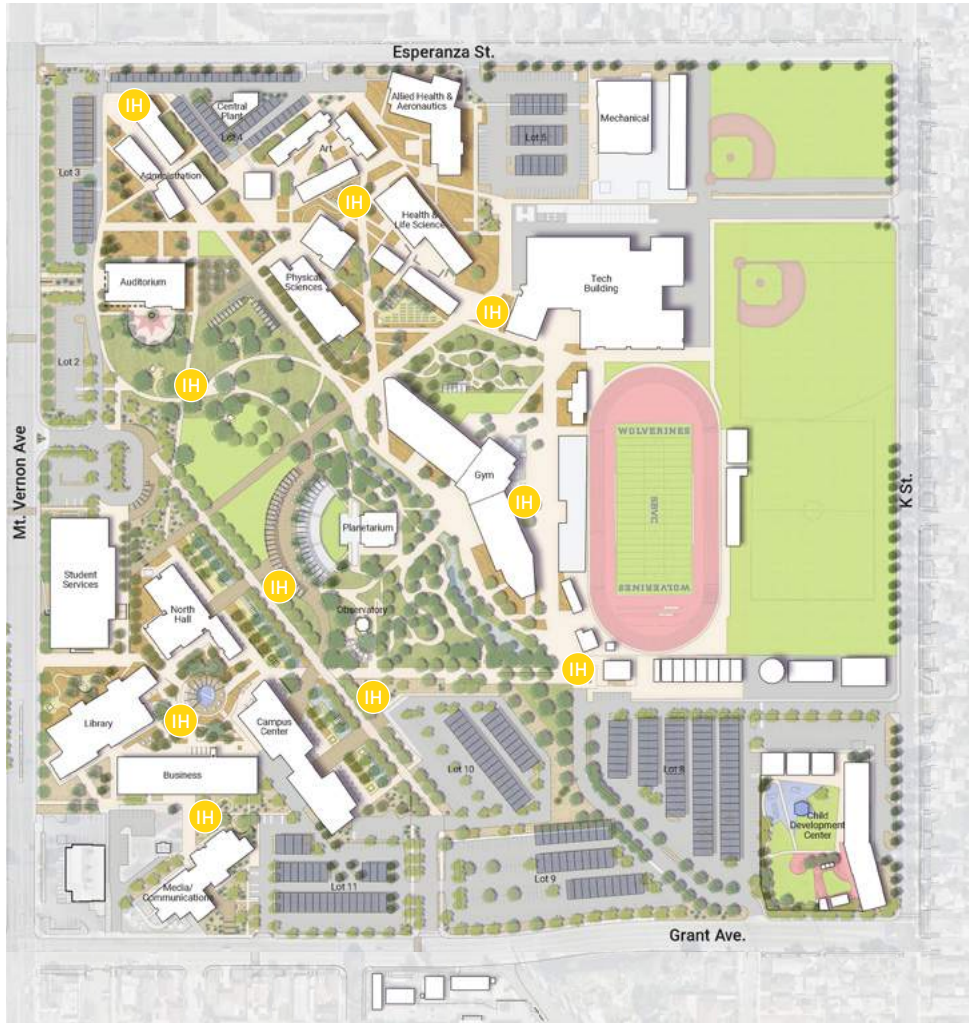 Esperanza St.
Allied Health &
Aeronautics
IH
Central
Plant
Lot 4
Lot 5
Mechanical
Art
Lot 3
Administration
IH
Health &
Life Science
Auditorium
Physical
Sciences
Tech
Building
IH
Lot 2
IH
WOLVERINES
Mt. Vernon Ave
Gym
K St.
IH
SBVC
Planetarium
Student
Services
IH
WOLVERINES
North
Hall
Observatory
IH
IH
Library
IH
Campus
Center
Business
Lot 10
Lot 8
IH
Child
Development
Center
Media/
Communications
Lot 11
Lot 9
Grant Ave.